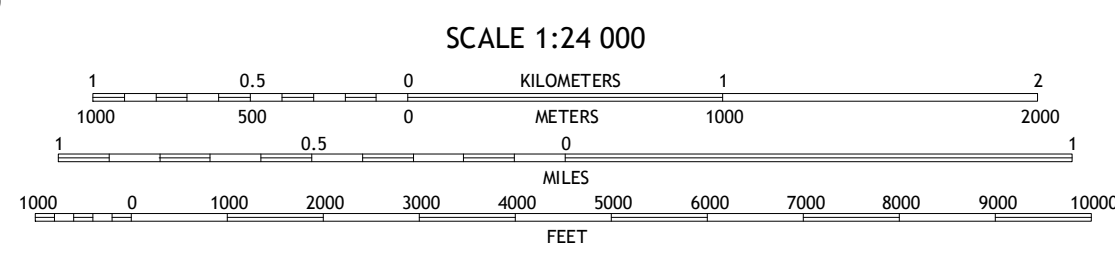 SCALE 1:24 000
1 0.5 0 KILOMETERS 1 2
1000 500 0 METERS 1000 2000
1 0.5 0 1
MILES
1000 0 1000 2000 3000 4000 5000 6000 7000 8000 9000 10000
FEET